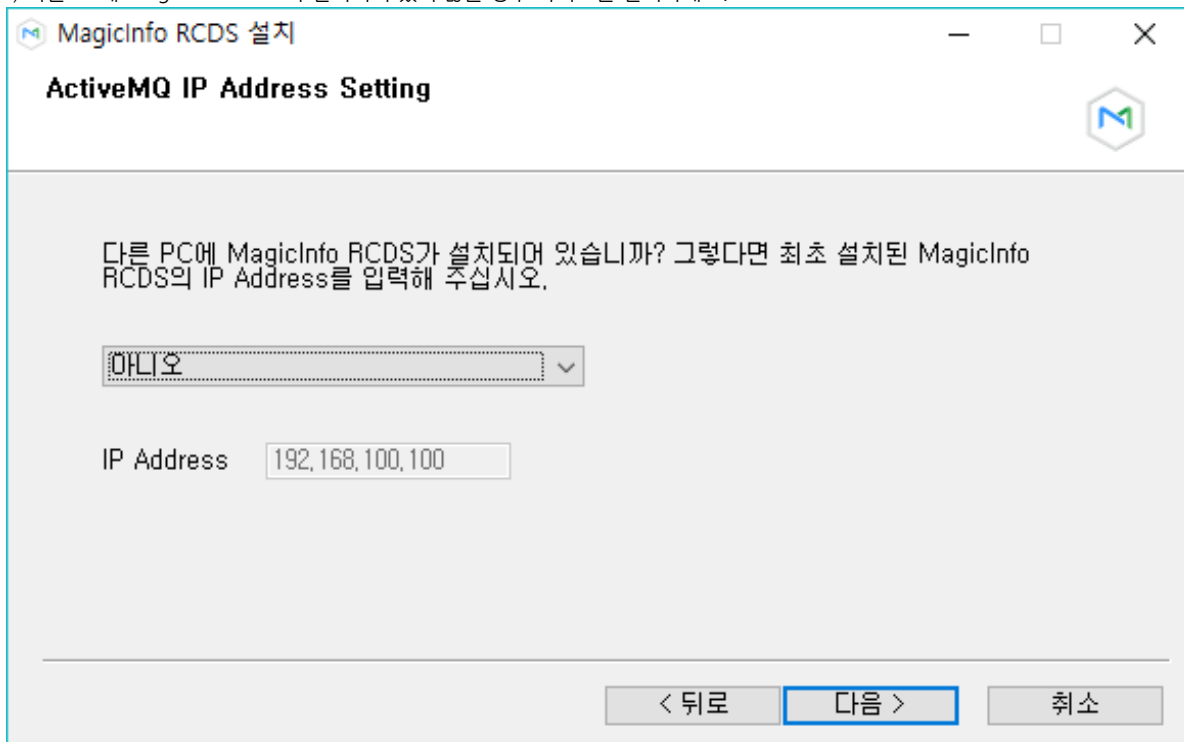 MagicInfo RCDS 설치
ActiveMQ IP Address Setting
다른 PC에 MagicInfo RCDS가 설치되어 있습니까? 그렇다면 최초 설치된 MagicInfo
RCDS의 IP Address를 입력해 주십시오.
아니오
IP Address 192,168,100,100
< 뒤로 다음 > 취소